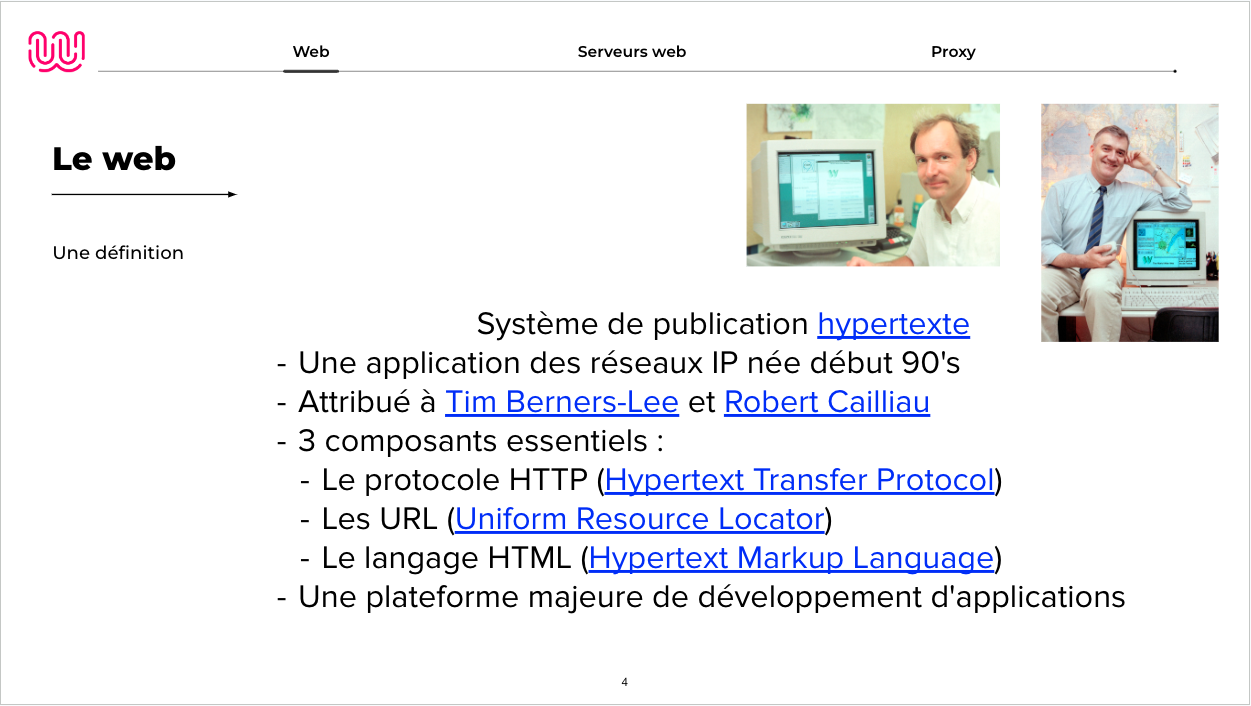 Web
Serveurs web
Proxy
Le web
Une définition
Système de publication hypertexte
- Une application des réseaux IP née début 90's
- Attribué à Tim Berners-Lee et Robert Cailliau
- 3 composants essentiels :
- Le protocole HTTP (Hypertext Transfer Protocol)
- Les URL (Uniform Resource Locator)
- Le langage HTML (Hypertext Markup Language)
- Une plateforme majeure de développement d'applications
4